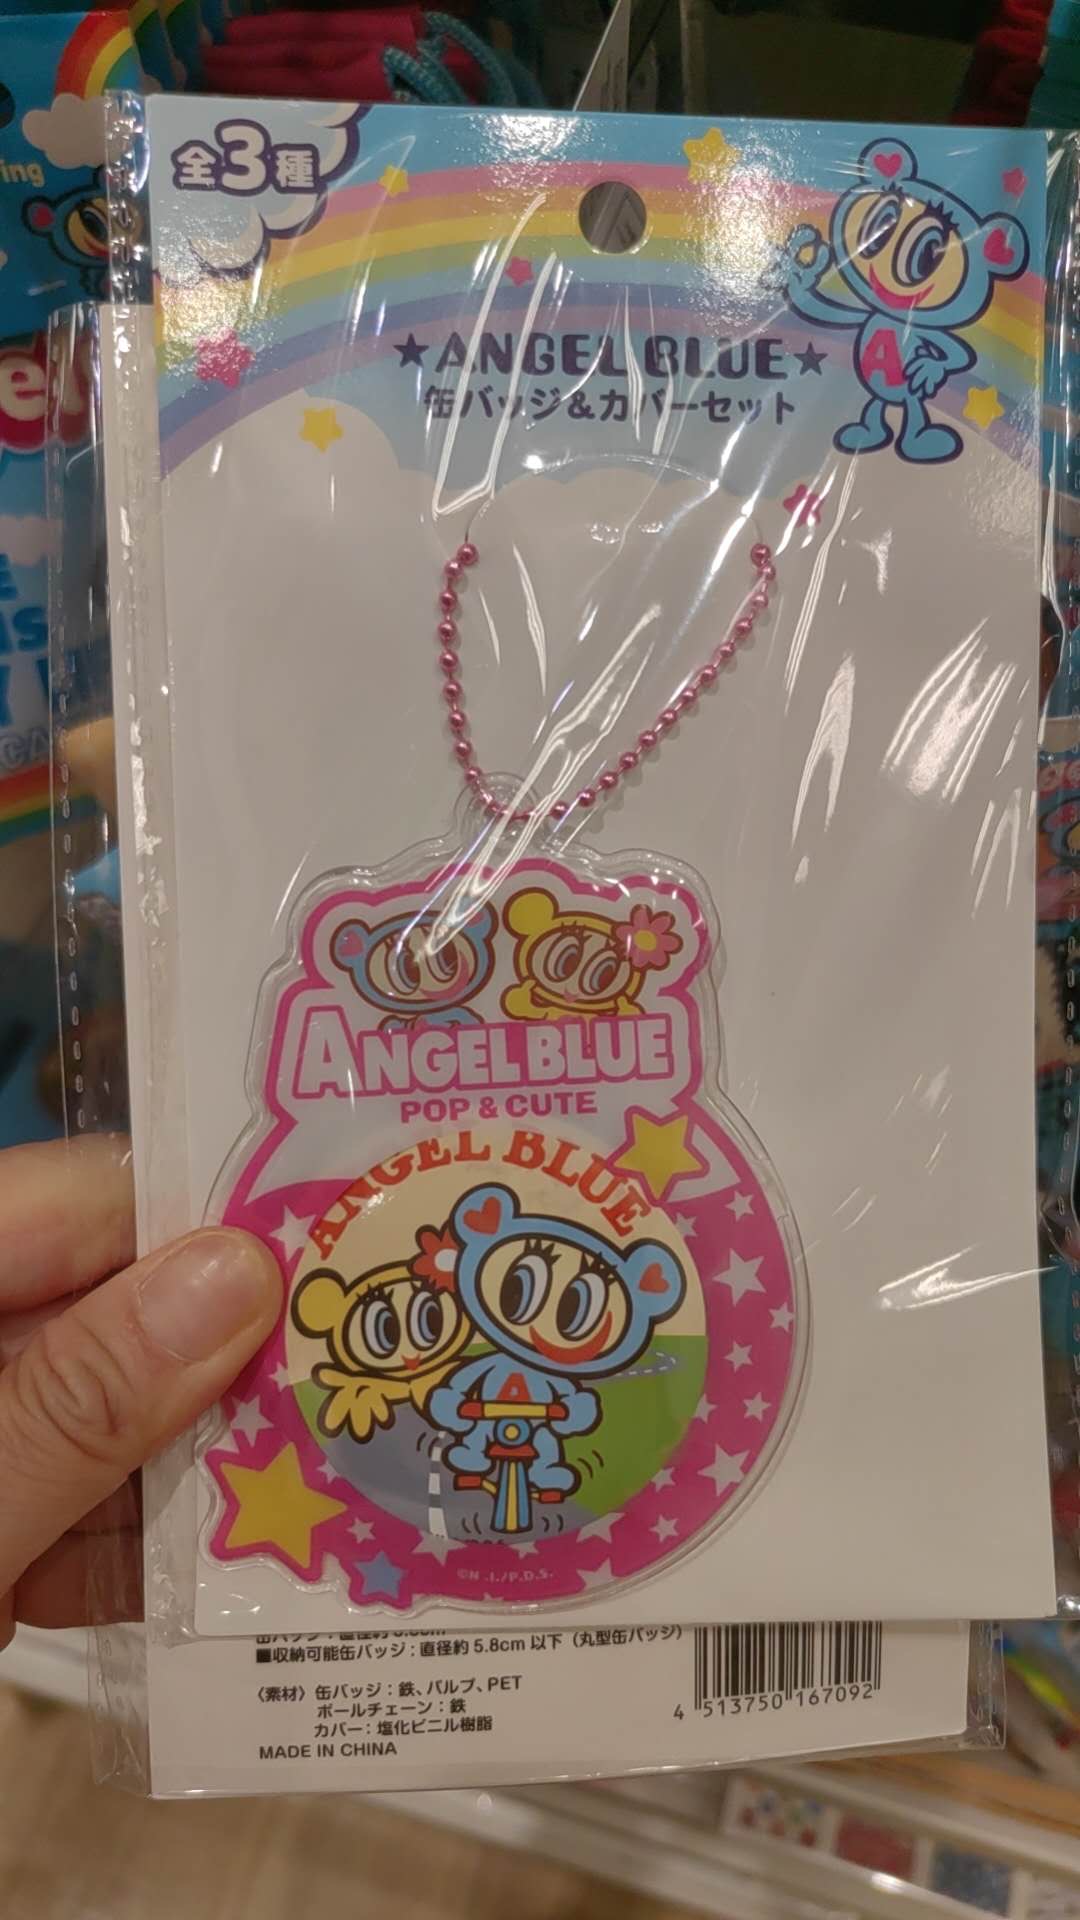 全3種
ing
★ANGEL BLUE★
缶バッジ&カバーセット
A
ANGEL BLUE
POP & CUTE
ANGEL BLUE
A
■収納可能缶バッジ：直径約5.8cm 以下（丸型缶バッジ）
〈素材〉缶バッジ：鉄、パルプ、PET
ボールチェーン：鉄
カバー：塩化ビニル樹脂
MADE IN CHINA
4 513750 167092